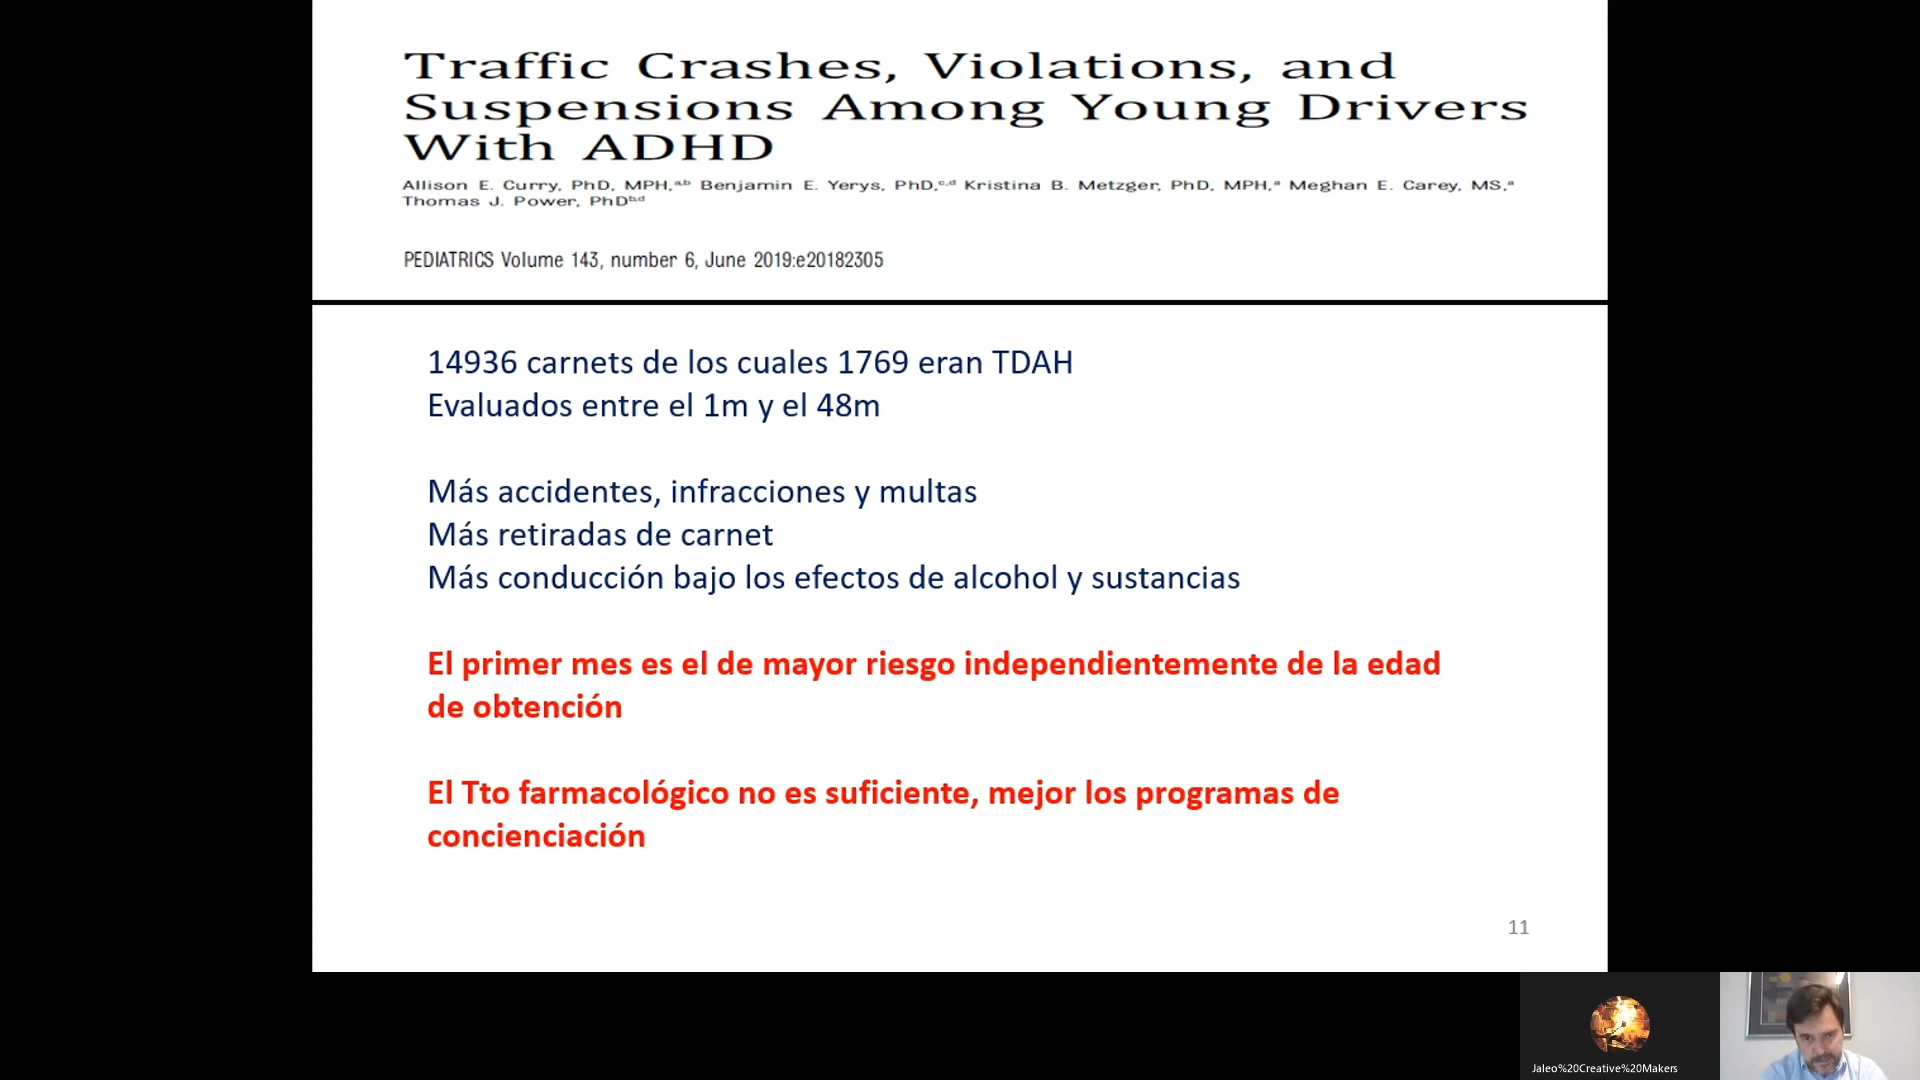 Traffic Crashes, Violations, and
Suspensions Among Young Drivers
With ADHD
Allison E. Curry, PhD, MPH,a,b Benjamin E. Yerys, PhD,c,d Kristina B. Metzger, PhD, MPH,a Meghan E. Carey, MS,a
Thomas J. Power, PhDb,d
PEDIATRICS Volume 143, number 6, June 2019:e20182305
14936 carnets de los cuales 1769 eran TDAH
Evaluados entre el 1m y el 48m
Más accidentes, infracciones y multas
Más retiradas de carnet
Más conducción bajo los efectos de alcohol y sustancias
El primer mes es el de mayor riesgo independientemente de la edad
de obtención
El Tto farmacológico no es suficiente, mejor los programas de
concienciación
11
Jaleo%20Creative%20Makers